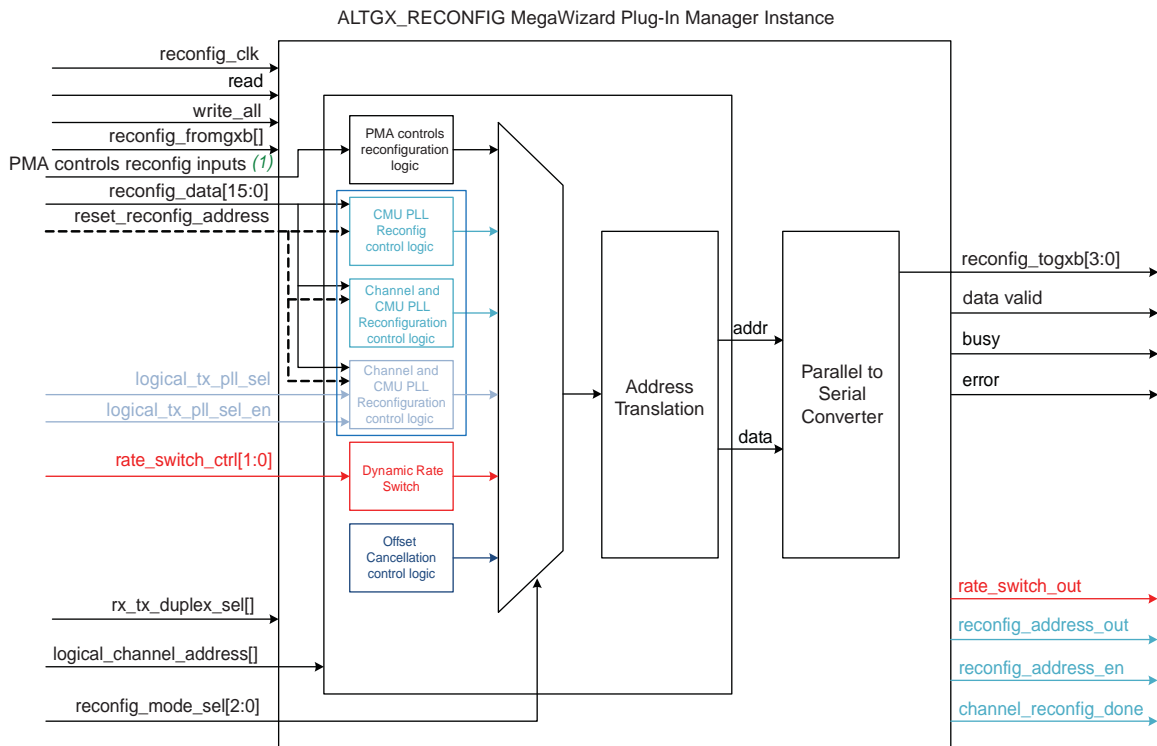 ALTGX_RECONFIG MegaWizard Plug-In Manager Instance
reconfig_clk
read
write_all
reconfig_fromgxb[]
PMA controls reconfig inputs (1)
reconfig_data[15:0]
reset_reconfig_address
logical_tx_pll_sel
logical_tx_pll_sel_en
rate_switch_ctrl[1:0]
rx_tx_duplex_sel[]
logical_channel_address[]
reconfig_mode_sel[2:0]
PMA controls
reconfiguration
logic
CMU PLL
Reconfig
control logic
Channel and
CMU PLL
Reconfiguration
control logic
Channel and
CMU PLL
Reconfiguration
control logic
Dynamic Rate
Switch
Offset
Cancellation
control logic
Address
Translation
addr
data
Parallel to
Serial
Converter
reconfig_togxb[3:0]
data valid
busy
error
rate_switch_out
reconfig_address_out
reconfig_address_en
channel_reconfig_done